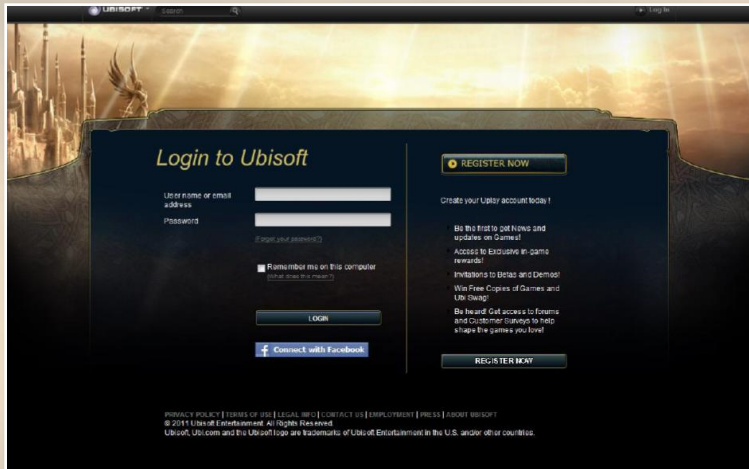 UBISOFT Search Log In
Login to Ubisoft
User name or email
address
Password
(Forgot your password?)
Remember me on this computer
(What does this mean?)
LOGIN
Connect with Facebook
REGISTER NOW
Create your Uplay account today!
Be the first to get News and
updates on Games!
Access to Exclusive in-game
rewards!
Invitations to Betas and Demos!
Win Free Copies of Games and
Ubi Swag!
Be heard! Get access to forums
and Customer Surveys to help
shape the games you love!
REGISTER NOW
PRIVACY POLICY | TERMS OF USE | LEGAL INFO | CONTACT US | EMPLOYMENT | PRESS | ABOUT UBISOFT
© 2011 Ubisoft Entertainment. All Rights Reserved.
Ubisoft, Ubi.com and the Ubisoft logo are trademarks of Ubisoft Entertainment in the U.S. and/or other countries.